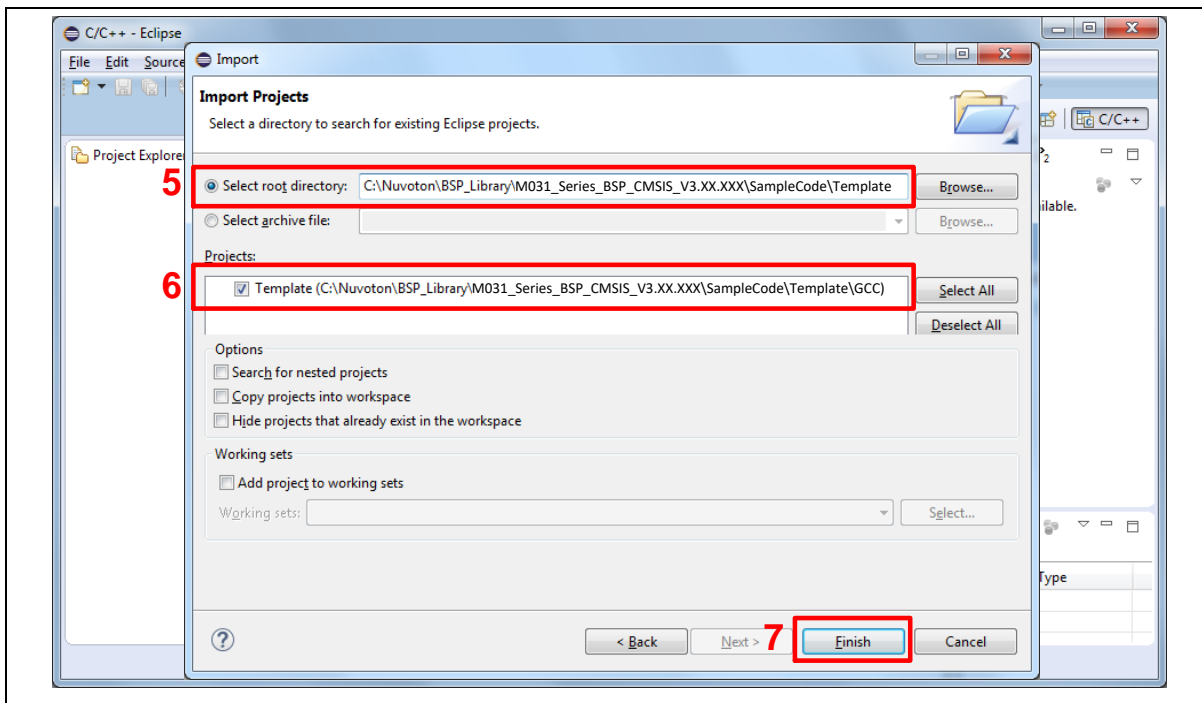 C/C++ - Eclipse
File Edit Source
Import
Import Projects
Select a directory to search for existing Eclipse projects.
C/C++
Project Explorer
5 Select root directory: C:\Nuvoton\BSP_Library\M031_Series_BSP_CMSIS_V3.XX.XXX\SampleCode\Template Browse...
ilable.
Select archive file: Browse...
Projects:
6 Template (C:\Nuvoton\BSP_Library\M031_Series_BSP_CMSIS_V3.XX.XXX\SampleCode\Template\GCC) Select All
Deselect All
Options
Search for nested projects
Copy projects into workspace
Hide projects that already exist in the workspace
Working sets
Add project to working sets
Working sets: Select...
Type
? < Back Next > 7 Finish Cancel